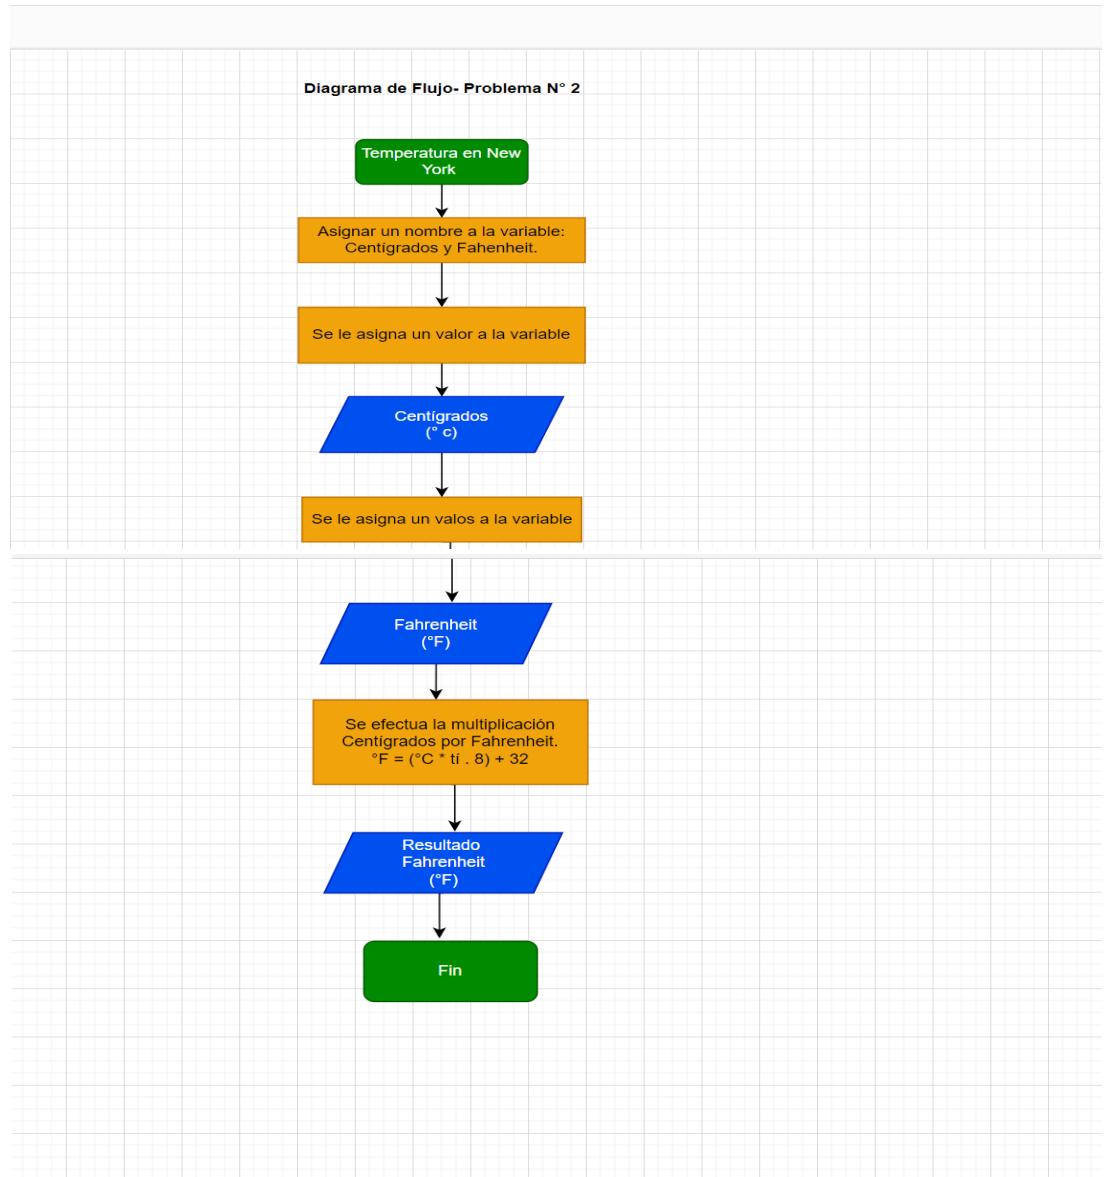 Diagrama de Flujo- Problema N° 2
Temperatura en New
York
Asignar un nombre a la variable:
Centígrados y Fahenheit.
Se le asigna un valor a la variable
Centígrados
(° c)
Se le asigna un valos a la variable
Fahrenheit
(°F)
Se efectua la multiplicación
Centígrados por Fahrenheit.
°F = (°C * tí . 8) + 32
Resultado
Fahrenheit
(°F)
Fin